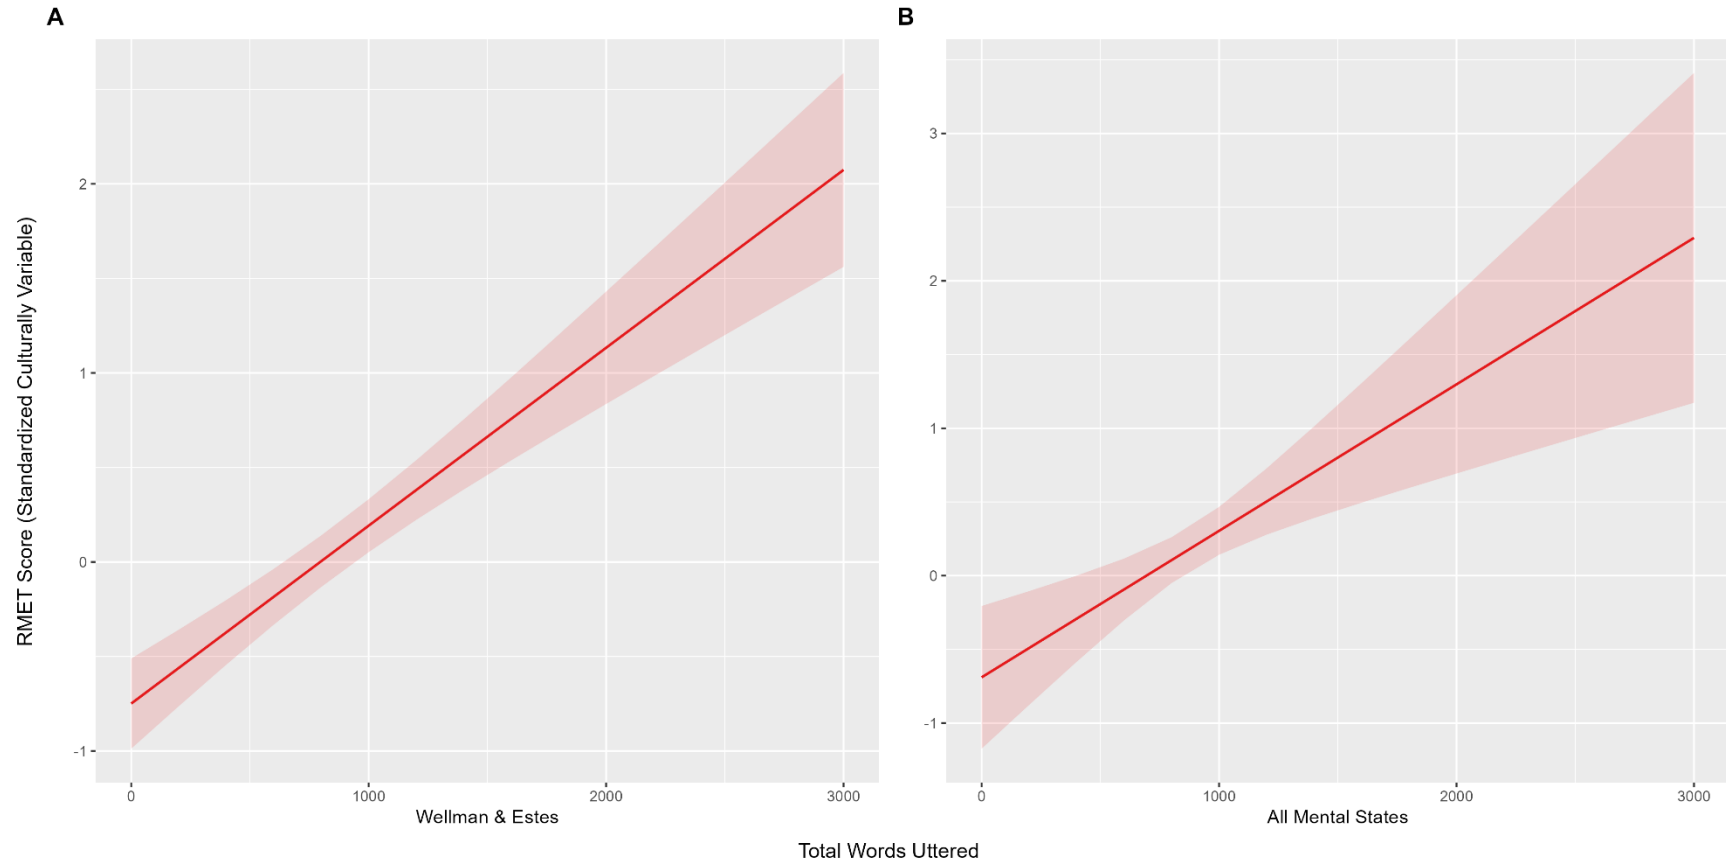 A
B
RMET Score (Standardized Culturally Variable)
2
1
0
-1
0
1000
2000
3000
Wellman & Estes
3
2
1
0
-1
0
1000
2000
3000
All Mental States
Total Words Uttered